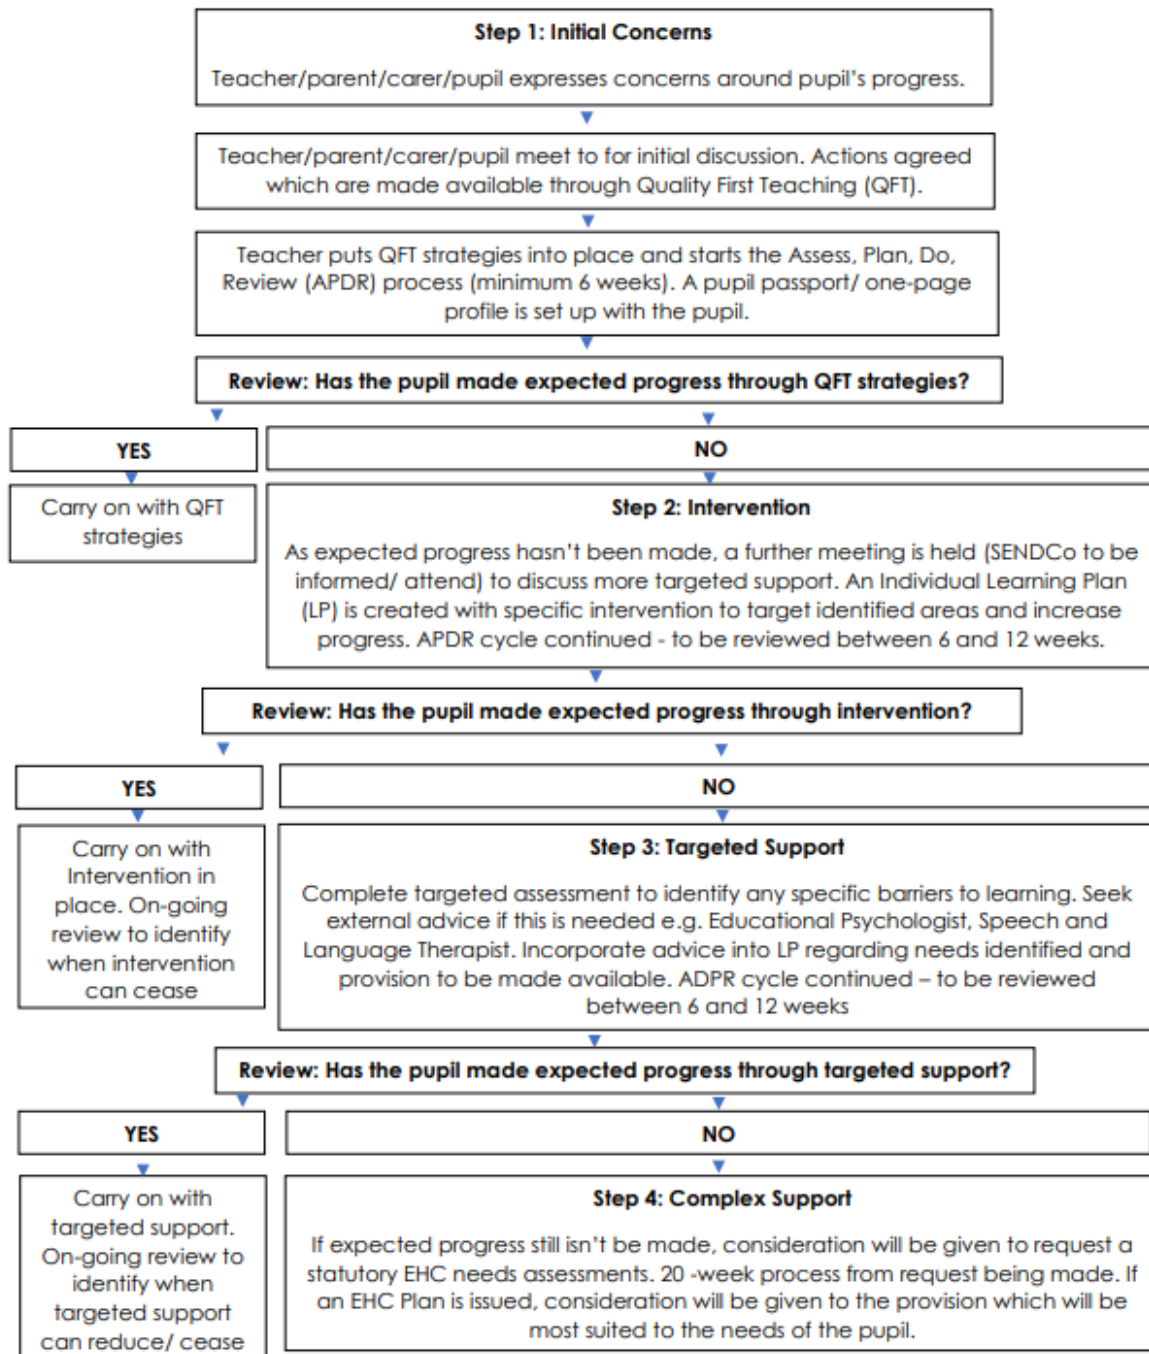 Step 1: Initial Concerns
Teacher/parent/carer/pupil expresses concerns around pupil's progress.
Teacher/parent/carer/pupil meet to for initial discussion. Actions agreed
which are made available through Quality First Teaching (QFT).
Teacher puts QFT strategies into place and starts the Assess, Plan, Do,
Review (APDR) process (minimum 6 weeks). A pupil passport/ one-page
profile is set up with the pupil.
Review: Has the pupil made expected progress through QFT strategies?
YES
Carry on with QFT
strategies
NO
Step 2: Intervention
As expected progress hasn't been made, a further meeting is held (SENDCo to be
informed/ attend) to discuss more targeted support. An Individual Learning Plan
(LP) is created with specific intervention to target identified areas and increase
progress. APDR cycle continued - to be reviewed between 6 and 12 weeks.
Review: Has the pupil made expected progress through intervention?
YES
Carry on with
Intervention in
place. On-going
review to identify
when intervention
can cease
NO
Step 3: Targeted Support
Complete targeted assessment to identify any specific barriers to learning. Seek
external advice if this is needed e.g. Educational Psychologist, Speech and
Language Therapist. Incorporate advice into LP regarding needs identified and
provision to be made available. ADPR cycle continued – to be reviewed
between 6 and 12 weeks
Review: Has the pupil made expected progress through targeted support?
YES
Carry on with
targeted support.
On-going review to
identify when
targeted support
can reduce/ cease
NO
Step 4: Complex Support
If expected progress still isn't be made, consideration will be given to request a
statutory EHC needs assessments. 20 -week process from request being made. If
an EHC Plan is issued, consideration will be given to the provision which will be
most suited to the needs of the pupil.